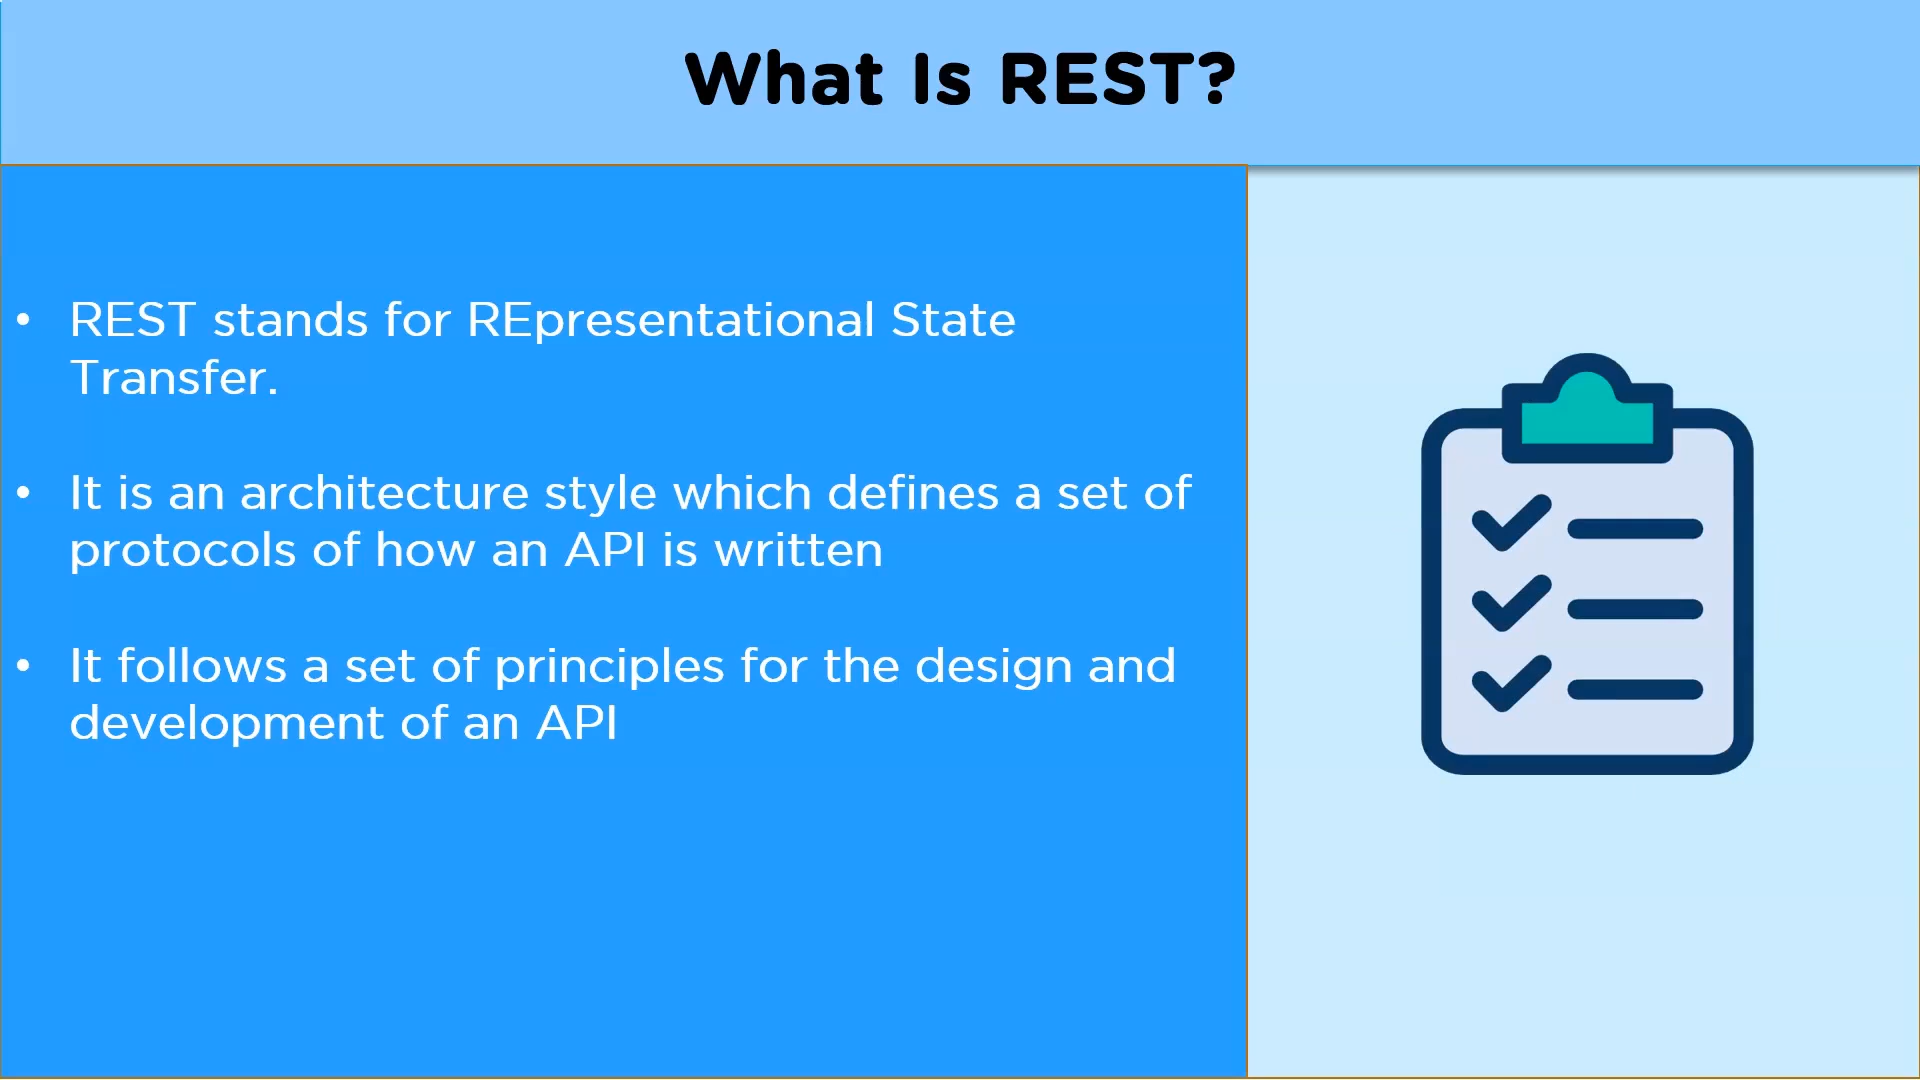 What Is REST?
• REST stands for REpresentational State
Transfer.
• It is an architecture style which defines a set of
protocols of how an API is written
• It follows a set of principles for the design and
development of an API